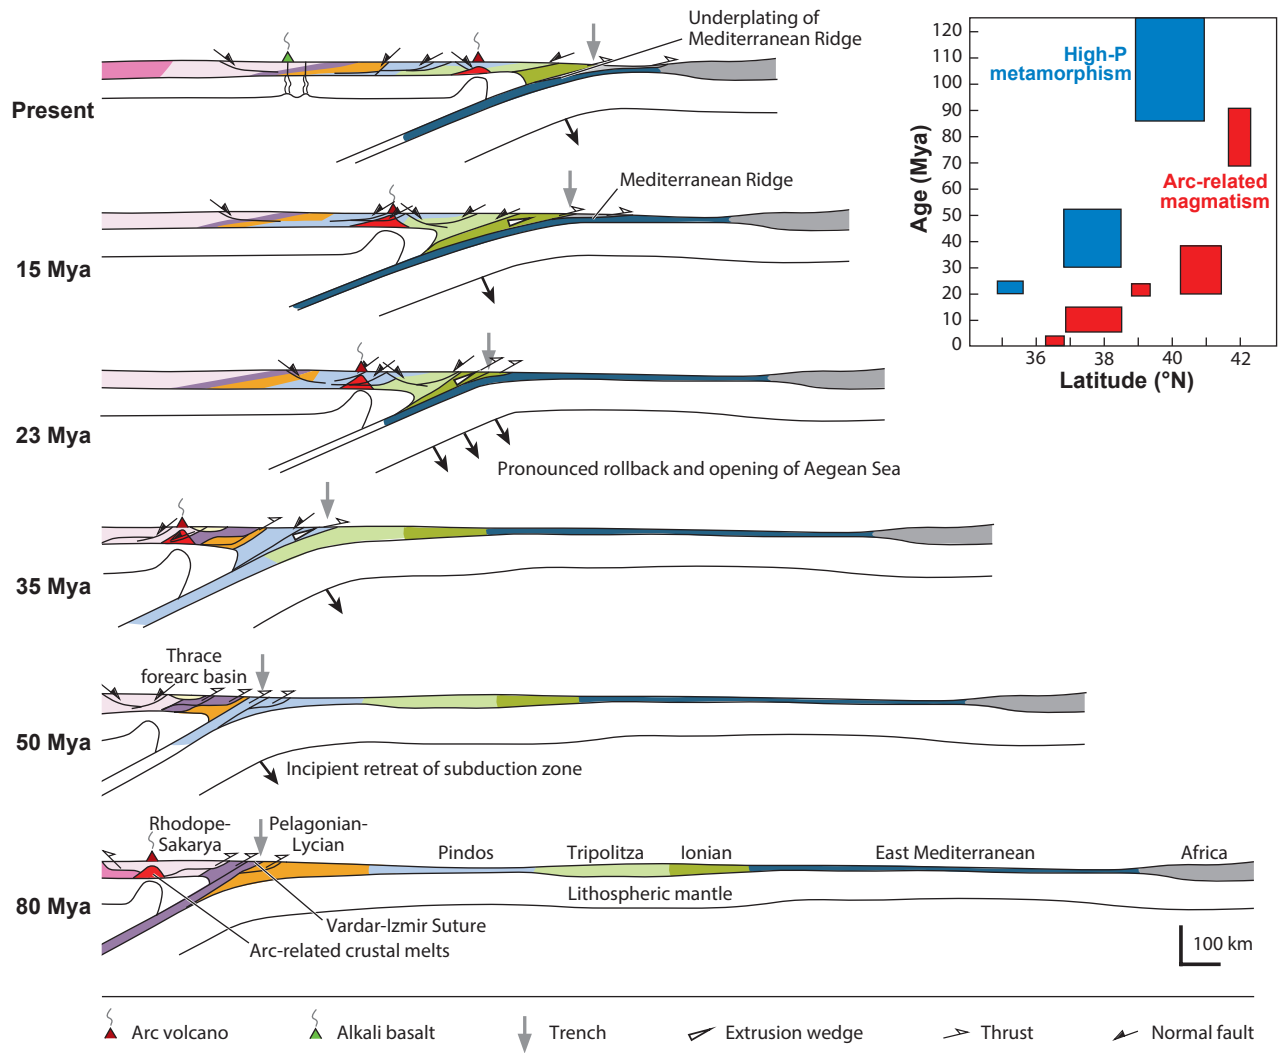 Underplating of
Mediterranean Ridge
Present
Mediterranean Ridge
15 Mya
23 Mya
Pronounced rollback and opening of Aegean Sea
35 Mya
Thrace
forearc basin
50 Mya
Incipient retreat of subduction zone
Rhodope-
Sakarya
Pelagonian-
Lycian
Pindos
Tripolitza
Ionian
East Mediterranean
Africa
Lithospheric mantle
80 Mya
Vardar-Izmir Suture
Arc-related crustal melts
100 km
Arc volcano
Alkali basalt
Trench
Extrusion wedge
Thrust
Normal fault
Age (Mya)
120
110
100
90
80
70
60
50
40
30
20
10
0
High-P
metamorphism
Arc-related
magmatism
36
38
40
42
Latitude (°N)